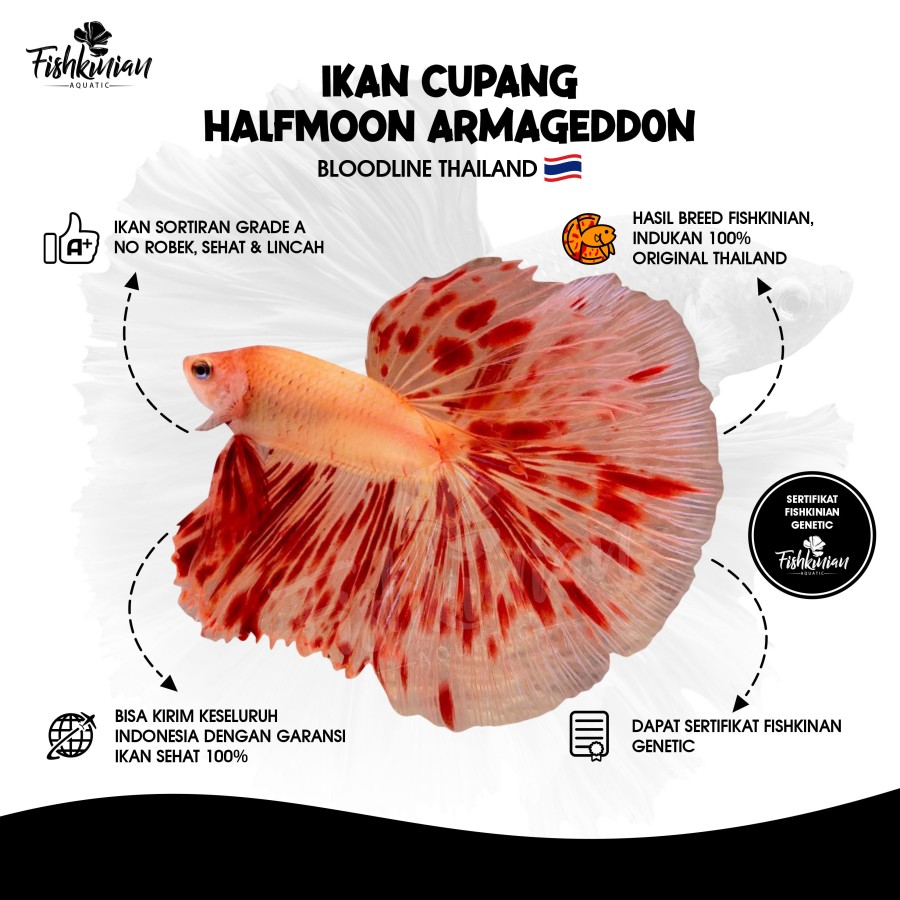 Fishkinian
AQUATIC
IKAN CUPANG
HALFMOON ARMAGEDDON
BLOODLINE THAILAND
A+
IKAN SORTIRAN GRADE A
NO ROBEK, SEHAT & LINCAH
HASIL BREED FISHKINIAN,
INDUKAN 100%
ORIGINAL THAILAND
SERTIFIKAT
FISHKINIAN
GENETIC
Fishkinian
AQUATIC
BISA KIRIM KESELURUH
INDONESIA DENGAN GARANSI
IKAN SEHAT 100%
DAPAT SERTIFIKAT FISHKINAN
GENETIC